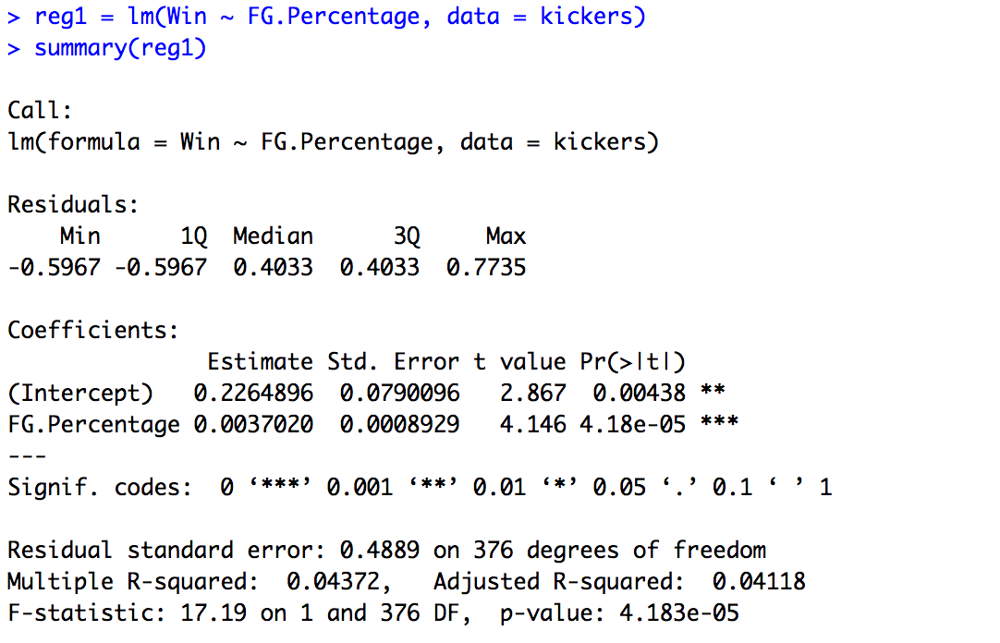 > reg1 = lm(Win ~ FG.Percentage, data = kickers)
> summary(reg1)
Call:
lm(formula = Win ~ FG.Percentage, data = kickers)
Residuals:
    Min      1Q  Median      3Q     Max
-0.5967 -0.5967  0.4033  0.4033  0.7735
Coefficients:
               Estimate Std. Error t value Pr(>|t|)
(Intercept)   0.2264896  0.0790096   2.867  0.00438 **
FG.Percentage 0.0037020  0.0008929   4.146 4.18e-05 ***
---
Signif. codes:  0 ‘***’ 0.001 ‘**’ 0.01 ‘*’ 0.05 ‘.’ 0.1 ‘ ’ 1
Residual standard error: 0.4889 on 376 degrees of freedom
Multiple R-squared:  0.04372,	Adjusted R-squared:  0.04118
F-statistic: 17.19 on 1 and 376 DF,  p-value: 4.183e-05